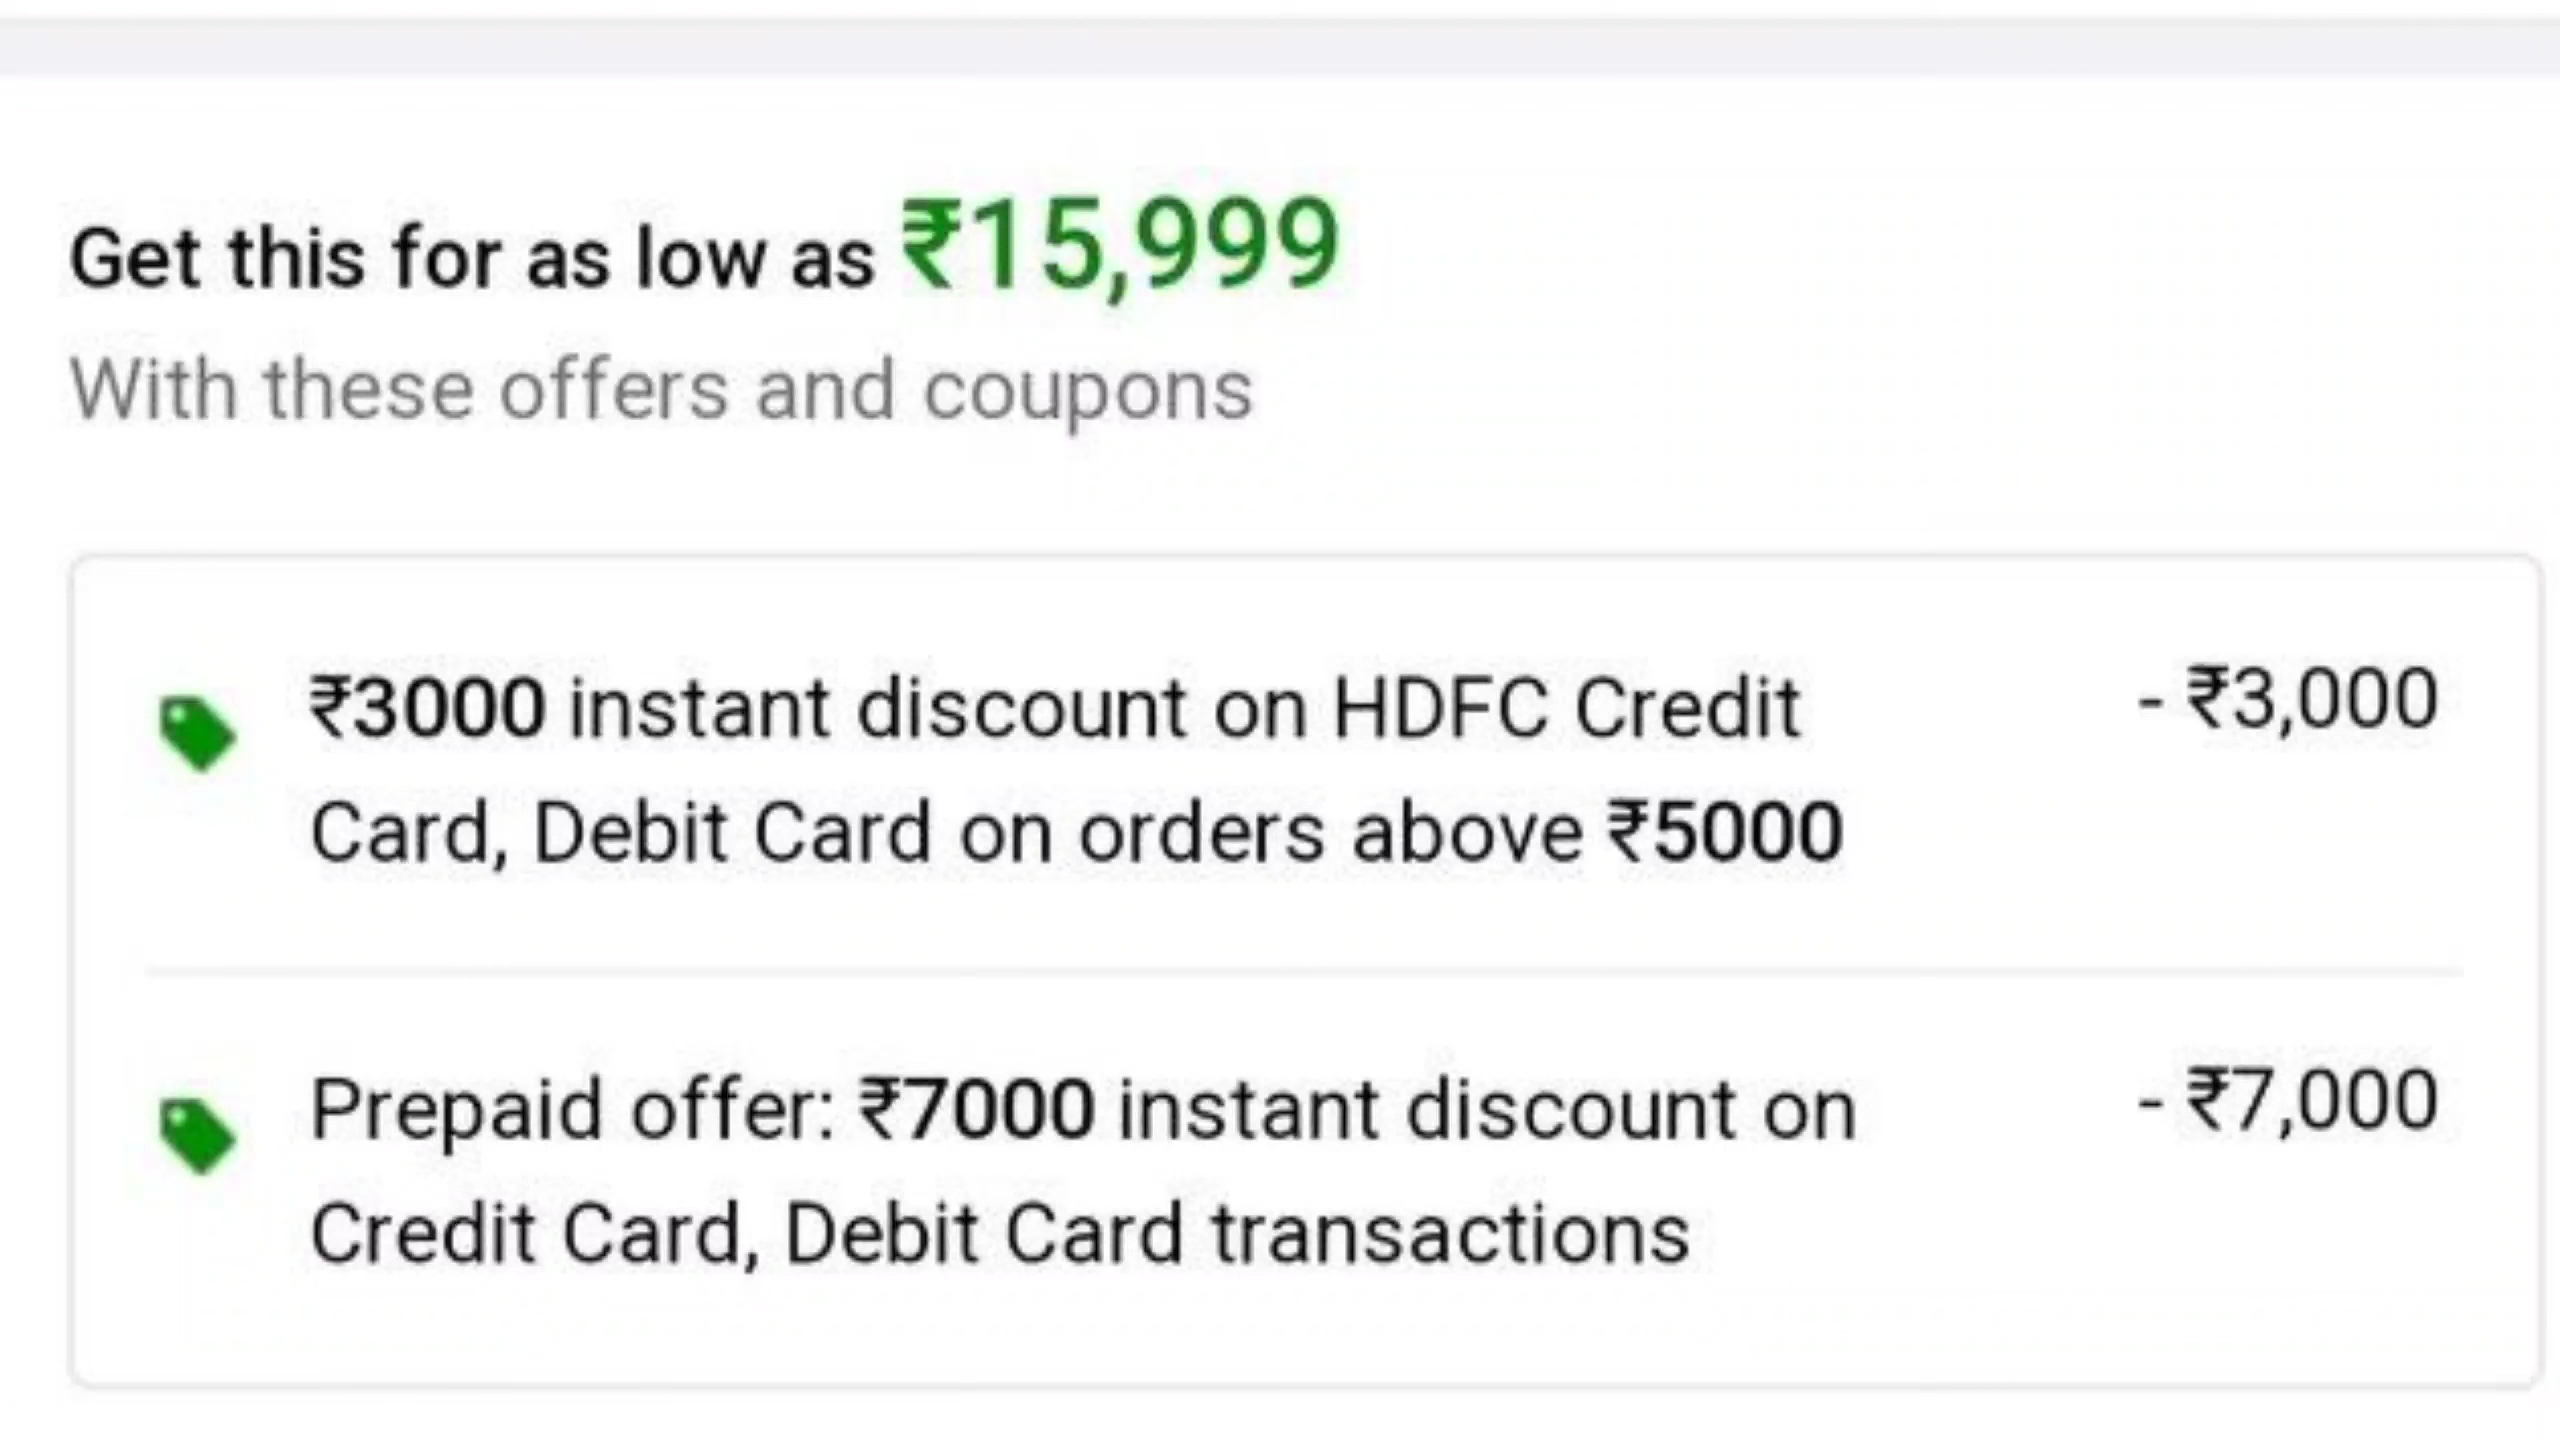 Get this for as low as ₹15,999
With these offers and coupons
₹3000 instant discount on HDFC Credit - ₹3,000
Card, Debit Card on orders above ₹5000
Prepaid offer: ₹7000 instant discount on - ₹7,000
Credit Card, Debit Card transactions